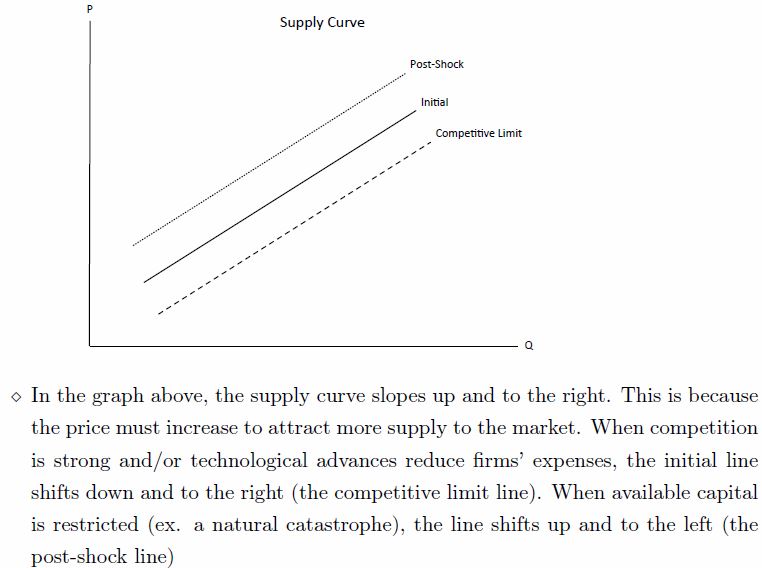 P
Supply Curve
Post-Shock
Initial
Competitive Limit
Q
⋄ In the graph above, the supply curve slopes up and to the right. This is because
the price must increase to attract more supply to the market. When competition
is strong and/or technological advances reduce firms' expenses, the initial line
shifts down and to the right (the competitive limit line). When available capital
is restricted (ex. a natural catastrophe), the line shifts up and to the left (the
post-shock line)